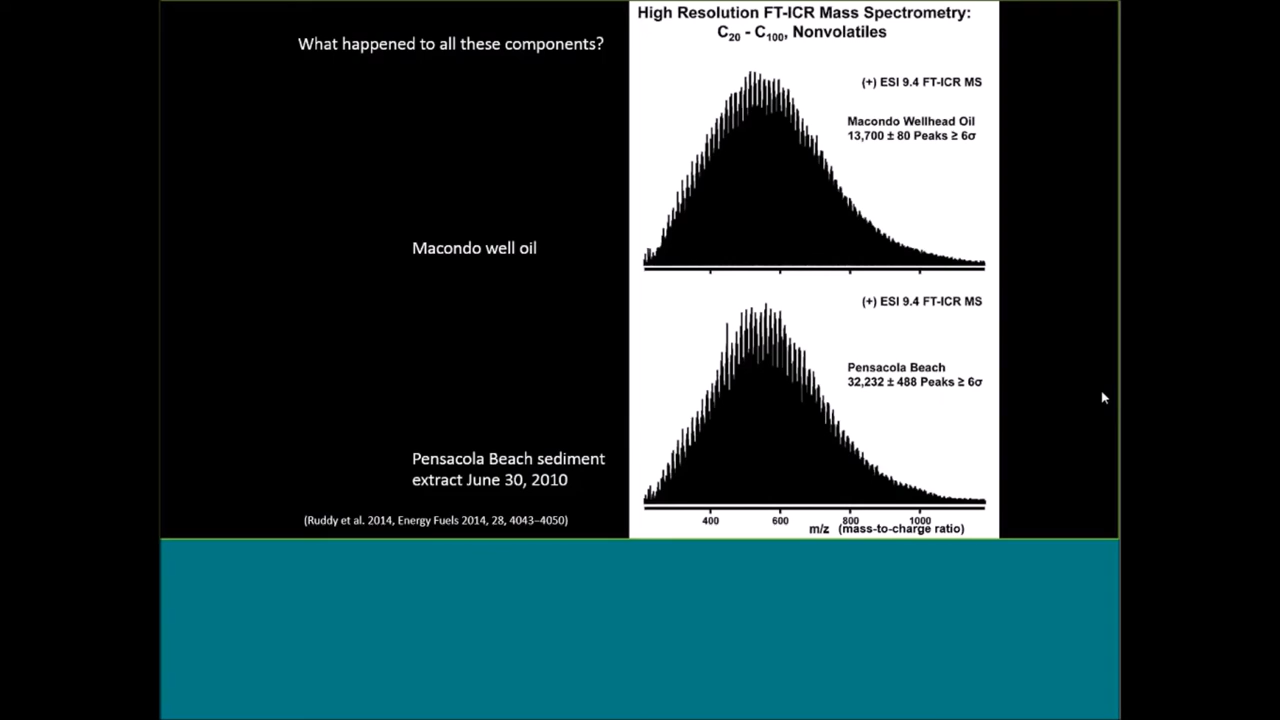 What happened to all these components?
High Resolution FT-ICR Mass Spectrometry:
C20 - C100, Nonvolatiles
(+) ESI 9.4 FT-ICR MS
Macondo Wellhead Oil
13,700 ± 80 Peaks ≥ 6σ
Macondo well oil
(+) ESI 9.4 FT-ICR MS
Pensacola Beach
32,232 ± 488 Peaks ≥ 6σ
Pensacola Beach sediment
extract June 30, 2010
(Ruddy et al. 2014, Energy Fuels 2014, 28, 4043–4050)
400 600 800 1000
m/z (mass-to-charge ratio)